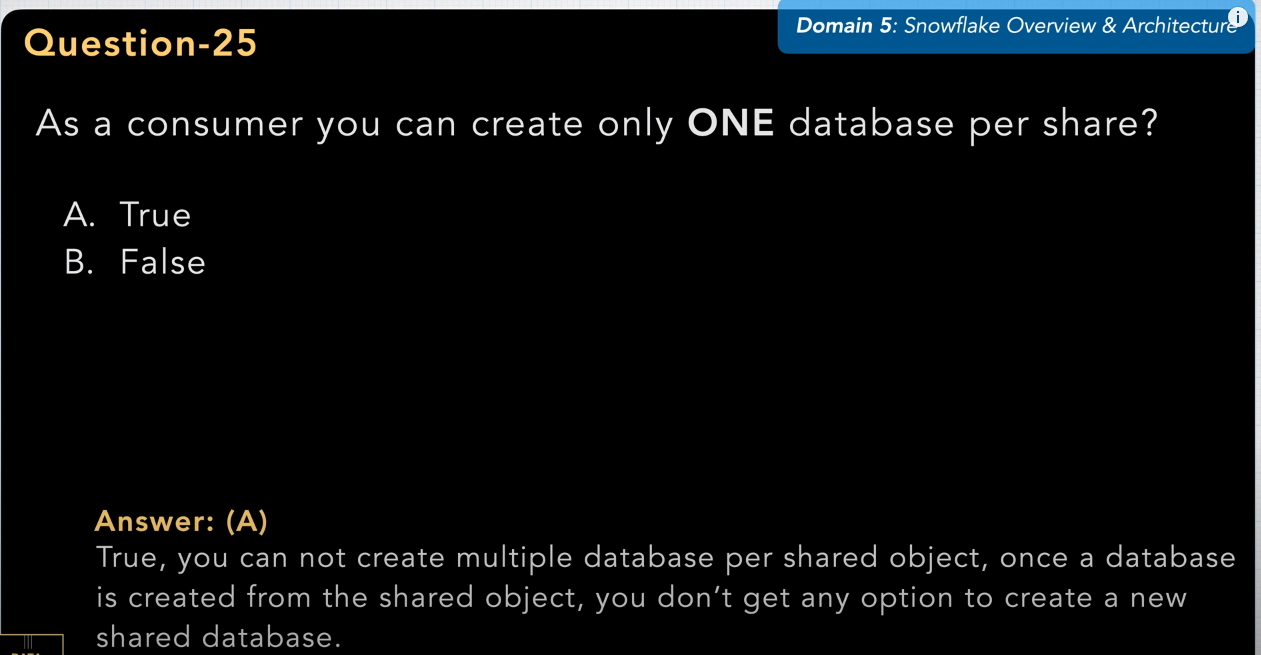 Domain 5: Snowflake Overview & Architecture
i
Question-25
As a consumer you can create only ONE database per share?
A. True
B. False
Answer: (A)
True, you can not create multiple database per shared object, once a database
is created from the shared object, you don’t get any option to create a new
shared database.